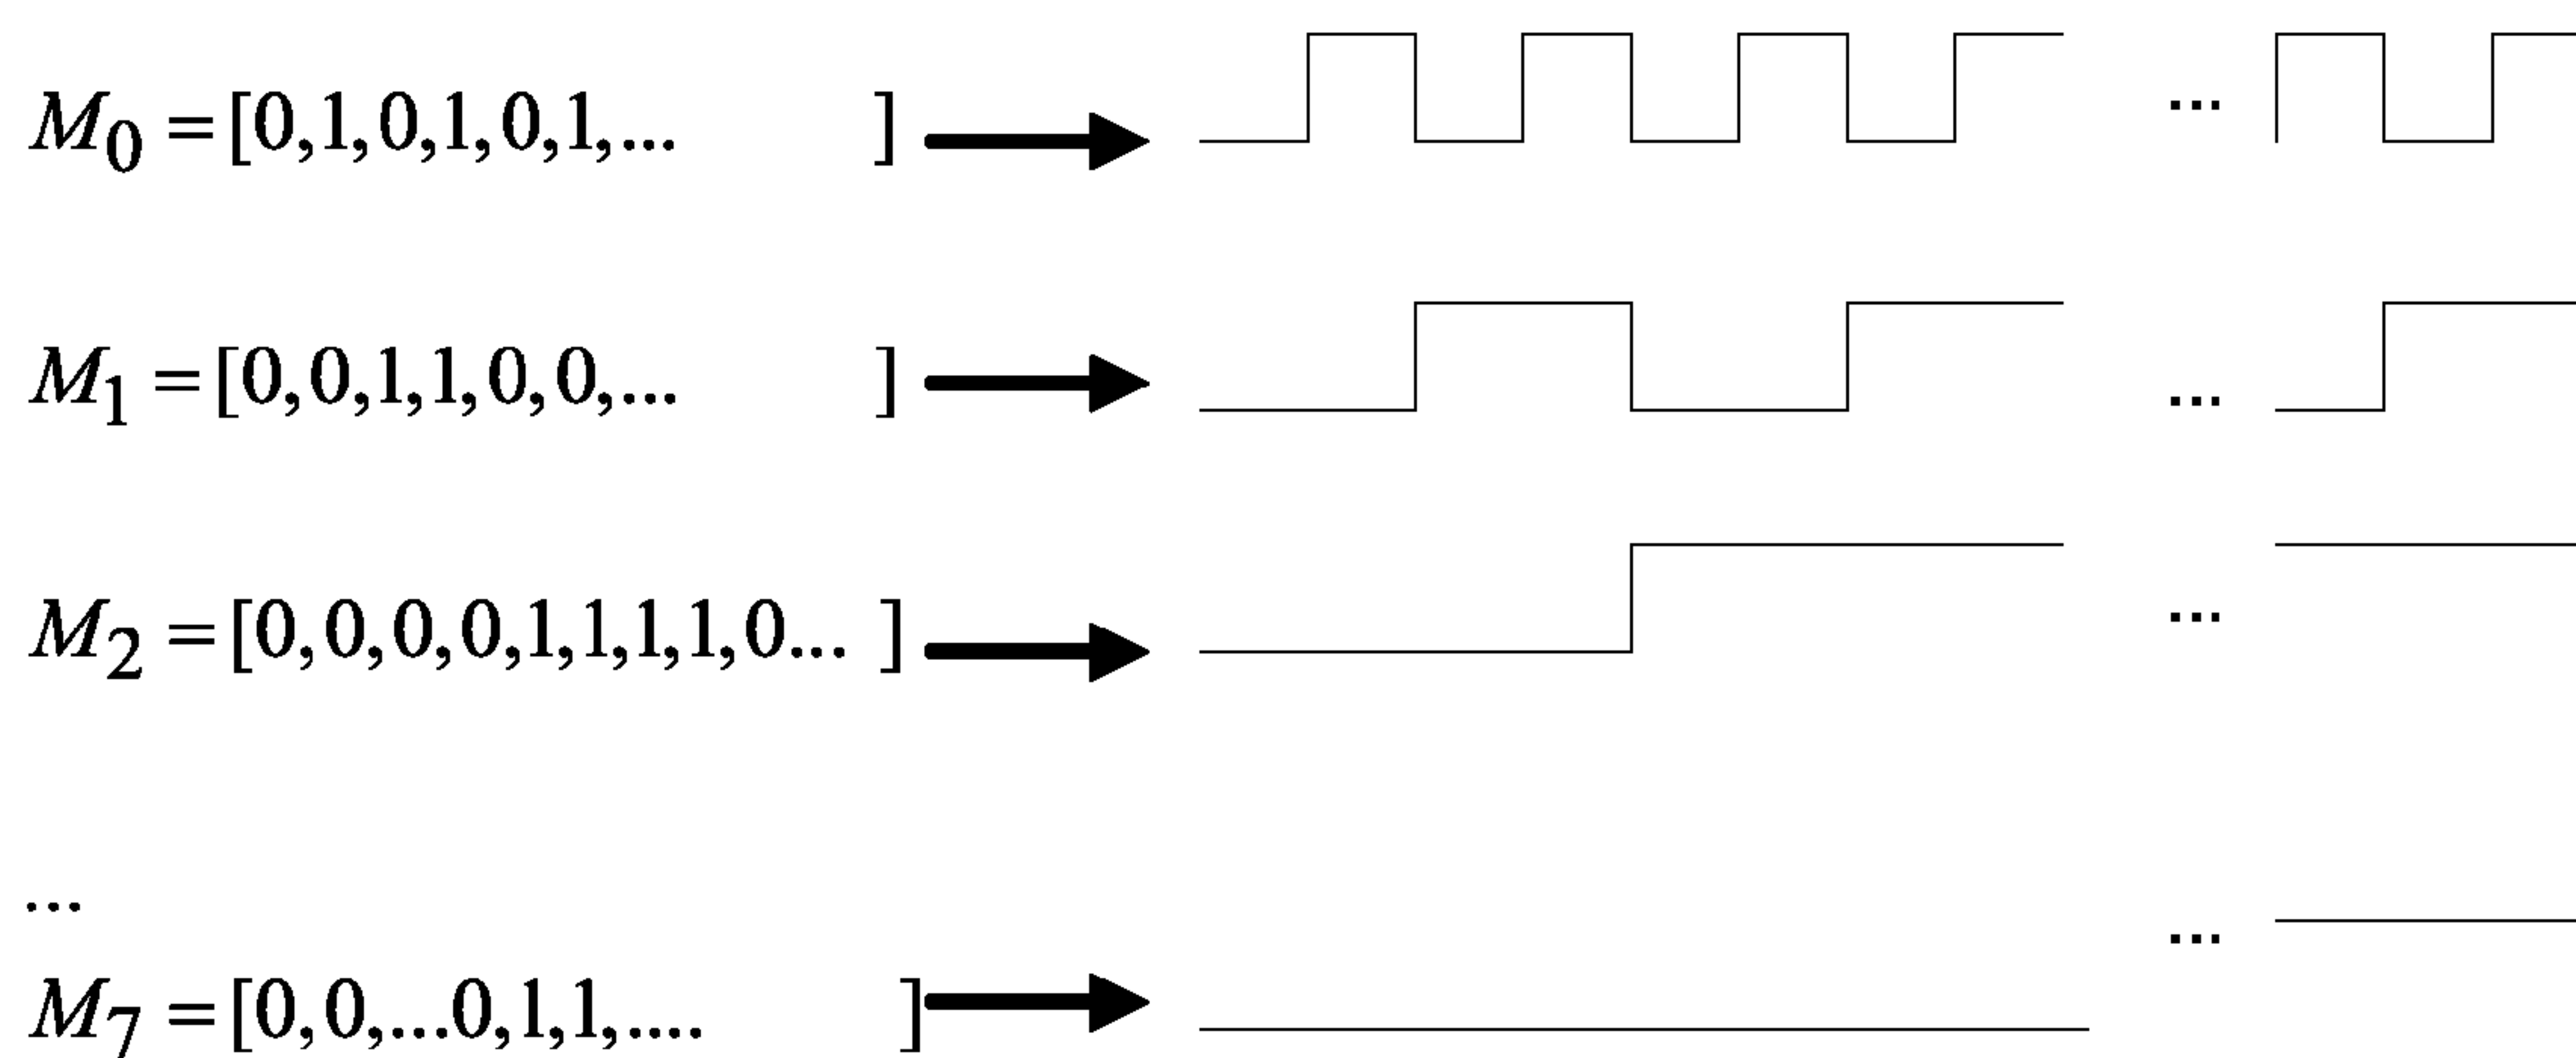 M0 = [0,1,0,1,0,1,... ]
...
M1 = [0,0,1,1,0,0,... ]
...
M2 = [0,0,0,0,1,1,1,1,0... ]
...
...
...
M7 = [0,0,...0,1,1,.... ]